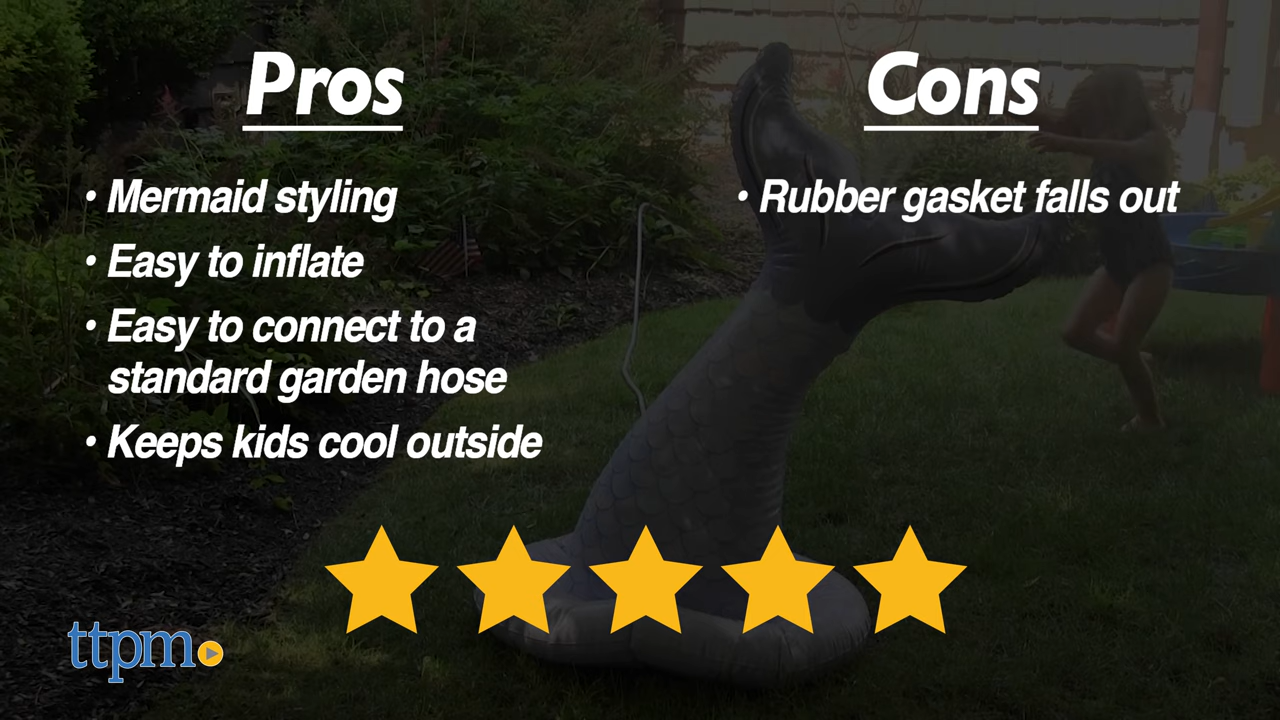 Pros
• Mermaid styling
• Easy to inflate
• Easy to connect to a
standard garden hose
• Keeps kids cool outside
Cons
• Rubber gasket falls out
ttpm